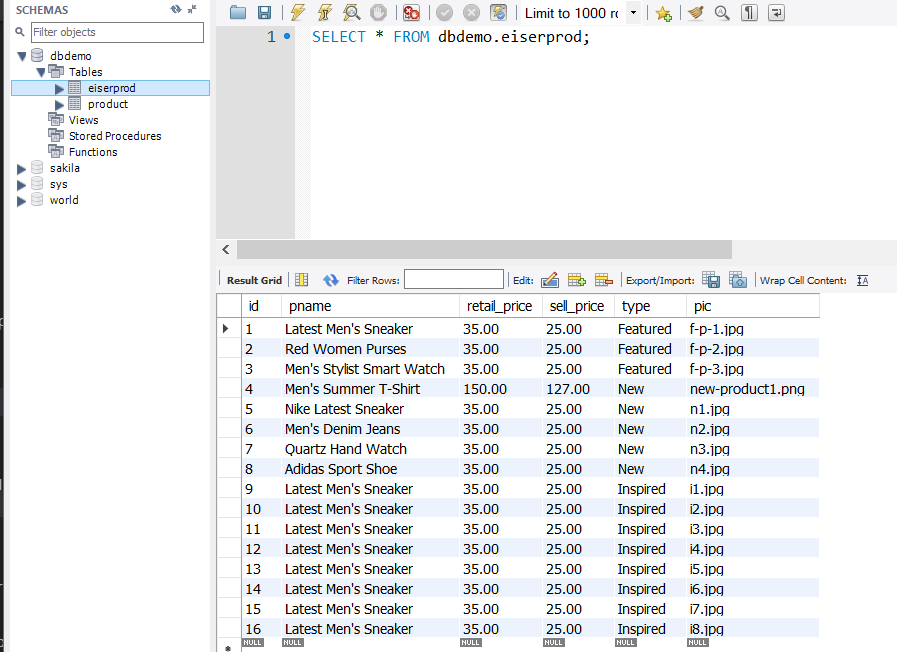 SCHEMAS
Filter objects
dbdemo
Tables
eiserprod
product
Views
Stored Procedures
Functions
sakila
sys
world
Limit to 1000 rc
1 SELECT * FROM dbdemo.eiserprod;
Result Grid Filter Rows: Edit: Export/Import: Wrap Cell Content:
id pname retail_price sell_price type pic
1 Latest Men's Sneaker 35.00 25.00 Featured f-p-1.jpg
2 Red Women Purses 35.00 25.00 Featured f-p-2.jpg
3 Men's Stylist Smart Watch 35.00 25.00 Featured f-p-3.jpg
4 Men's Summer T-Shirt 150.00 127.00 New new-product1.png
5 Nike Latest Sneaker 35.00 25.00 New n1.jpg
6 Men's Denim Jeans 35.00 25.00 New n2.jpg
7 Quartz Hand Watch 35.00 25.00 New n3.jpg
8 Adidas Sport Shoe 35.00 25.00 New n4.jpg
9 Latest Men's Sneaker 35.00 25.00 Inspired i1.jpg
10 Latest Men's Sneaker 35.00 25.00 Inspired i2.jpg
11 Latest Men's Sneaker 35.00 25.00 Inspired i3.jpg
12 Latest Men's Sneaker 35.00 25.00 Inspired i4.jpg
13 Latest Men's Sneaker 35.00 25.00 Inspired i5.jpg
14 Latest Men's Sneaker 35.00 25.00 Inspired i6.jpg
15 Latest Men's Sneaker 35.00 25.00 Inspired i7.jpg
16 Latest Men's Sneaker 35.00 25.00 Inspired i8.jpg
NULL NULL NULL NULL NULL NULL